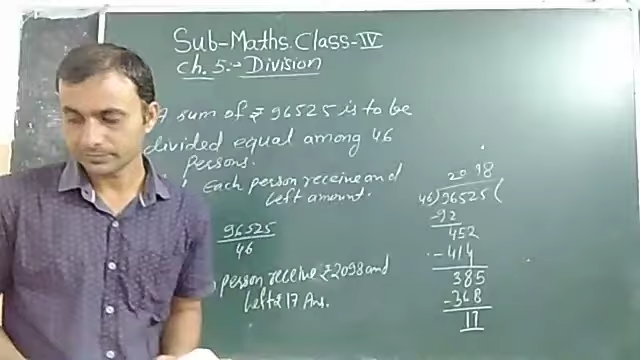 Sub-Maths. Class-IV
Ch. 5:- Division
A sum of ₹ 96525 is to be
divided equal among 46
persons.
Each person receive and
left amount.
96525
46
person receive ₹ 2098 and
left ₹ 17 Ans.
2098
46)96525(
-92
452
-414
385
-368
17